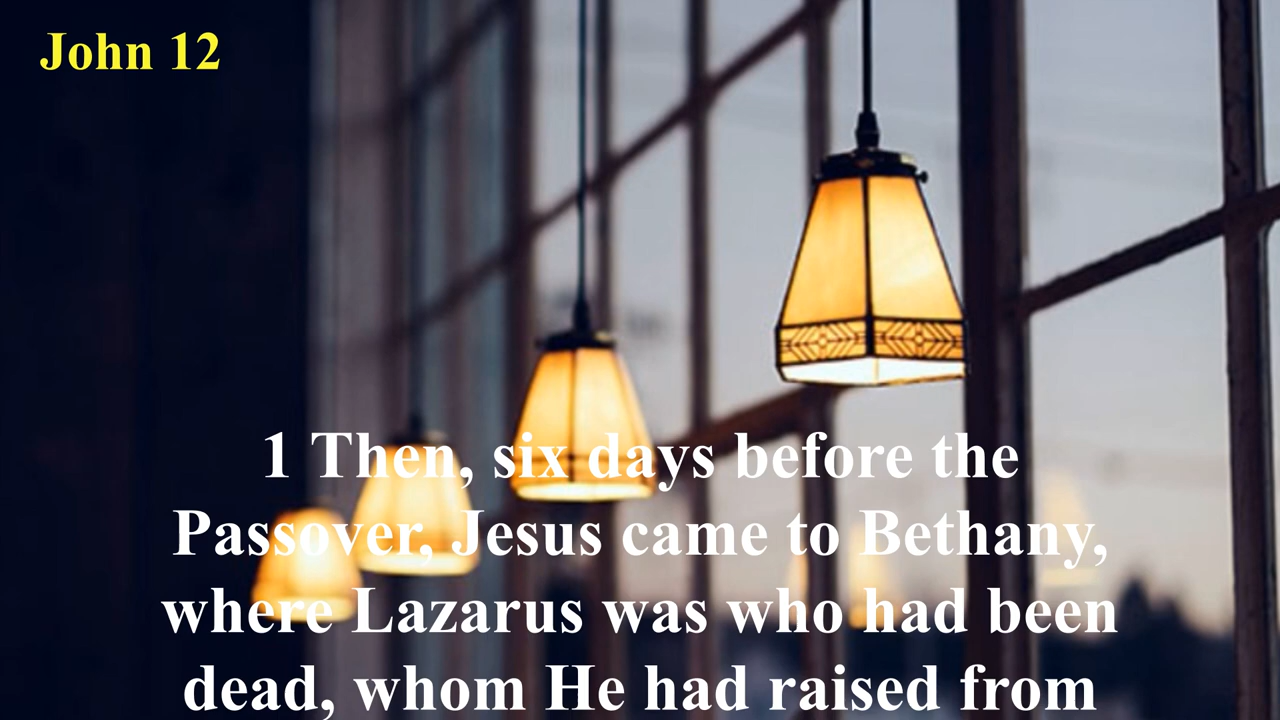 John 12
1 Then, six days before the
Passover, Jesus came to Bethany,
where Lazarus was who had been
dead, whom He had raised from